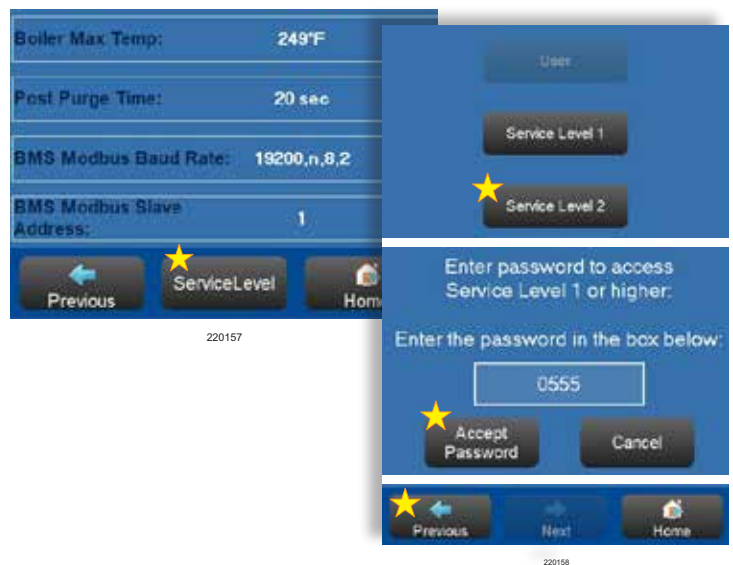 Boiler Max Temp: 249°F
Post Purge Time: 20 sec
BMS Modbus Baud Rate: 19200,n,8,2
BMS Modbus Slave
Address: 1
Previous
ServiceLevel
Hom
220157
User
Service Level 1
Service Level 2
Enter password to access
Service Level 1 or higher:
Enter the password in the box below:
0555
Accept
Password
Cancel
Previous
Next
Home
220158